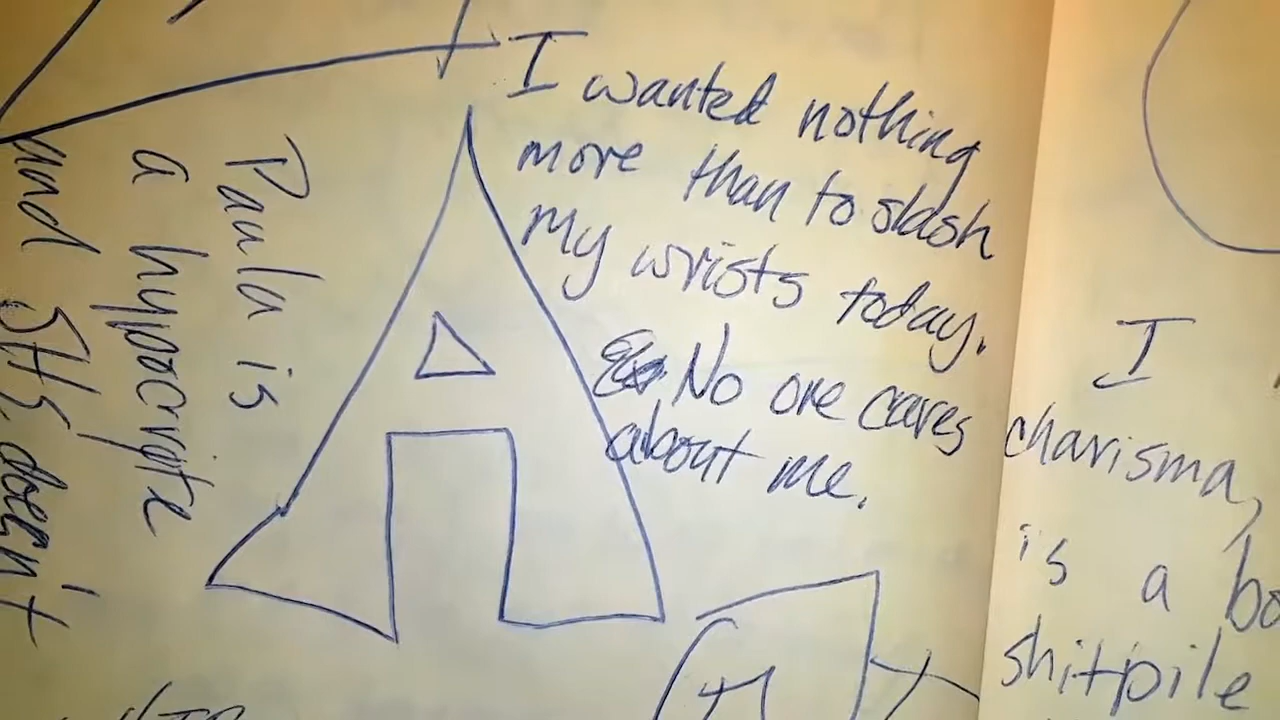 I wanted nothing
more than to slash
my wrists today.
No one cares
about me.
Paula is
a hypocrite
and SHE doesn't
I
charisma,
is a
shitpile